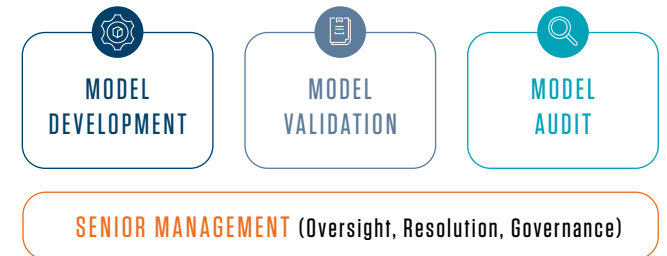 MODEL
DEVELOPMENT
MODEL
VALIDATION
MODEL
AUDIT
SENIOR MANAGEMENT (Oversight, Resolution, Governance)